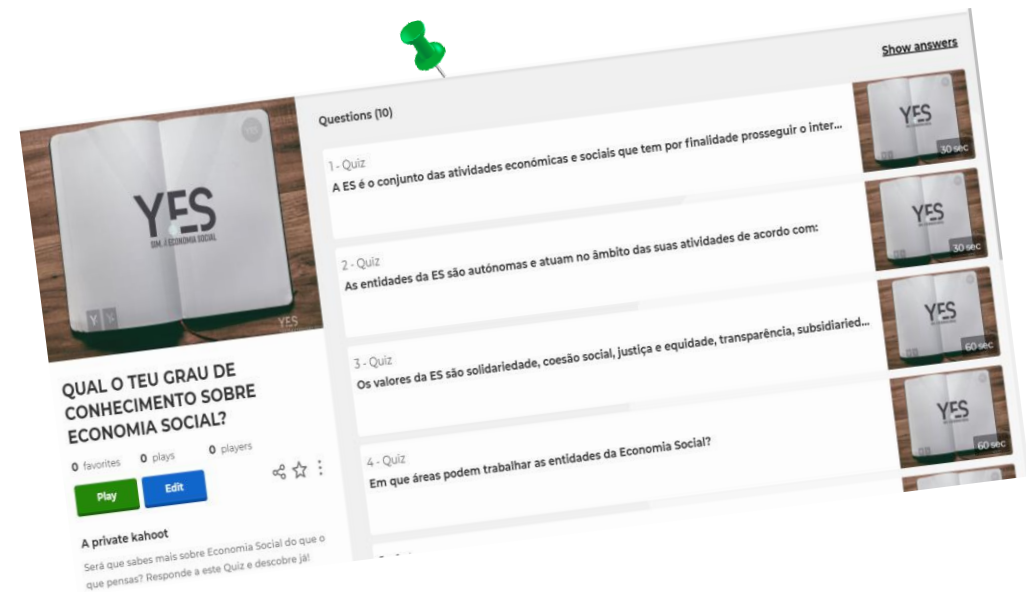 YES
SIM, À ECONOMIA SOCIAL
YES
QUAL O TEU GRAU DE
CONHECIMENTO SOBRE
ECONOMIA SOCIAL?
0 favorites 0 plays 0 players
Play Edit
A private kahoot
Será que sabes mais sobre Economia Social do que o
que pensas? Responde a este Quiz e descobre já!
Questions (10)
Show answers
1 - Quiz
A ES é o conjunto das atividades económicas e sociais que tem por finalidade prosseguir o inter...
YES
30 sec
2 - Quiz
As entidades da ES são autónomas e atuam no âmbito das suas atividades de acordo com:
YES
30 sec
3 - Quiz
Os valores da ES são solidariedade, coesão social, justiça e equidade, transparência, subsidiaried...
YES
60 sec
4 - Quiz
Em que áreas podem trabalhar as entidades da Economia Social?
YES
60 sec